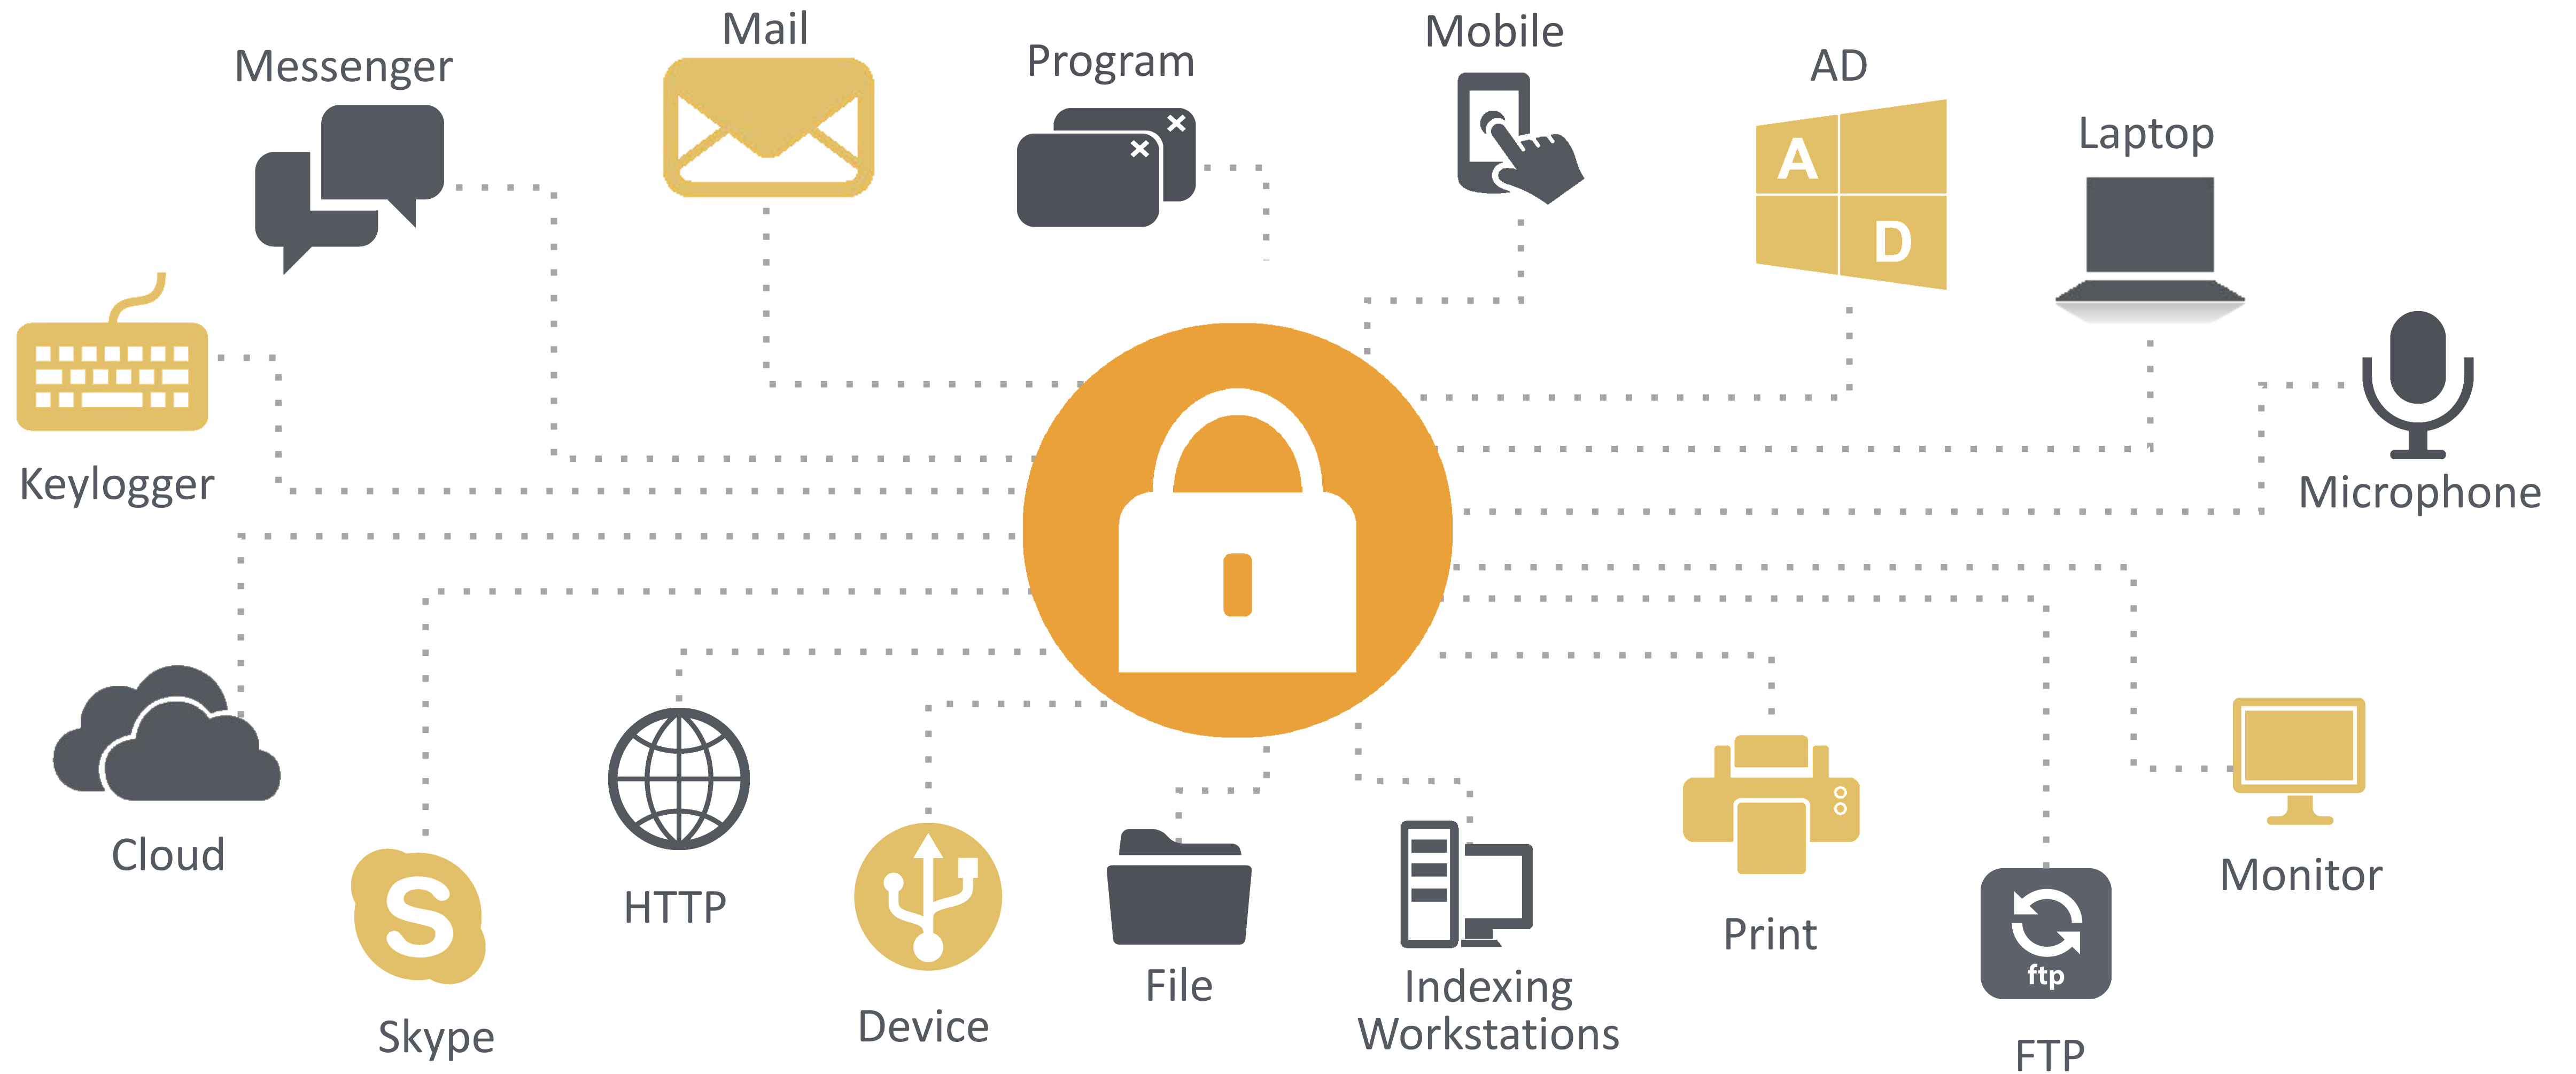 Mail
Mobile
Messenger
Program
AD
A
D
Laptop
Keylogger
Microphone
Cloud
HTTP
Monitor
Print
S
ftp
File
Indexing
Workstations
Device
Skype
FTP